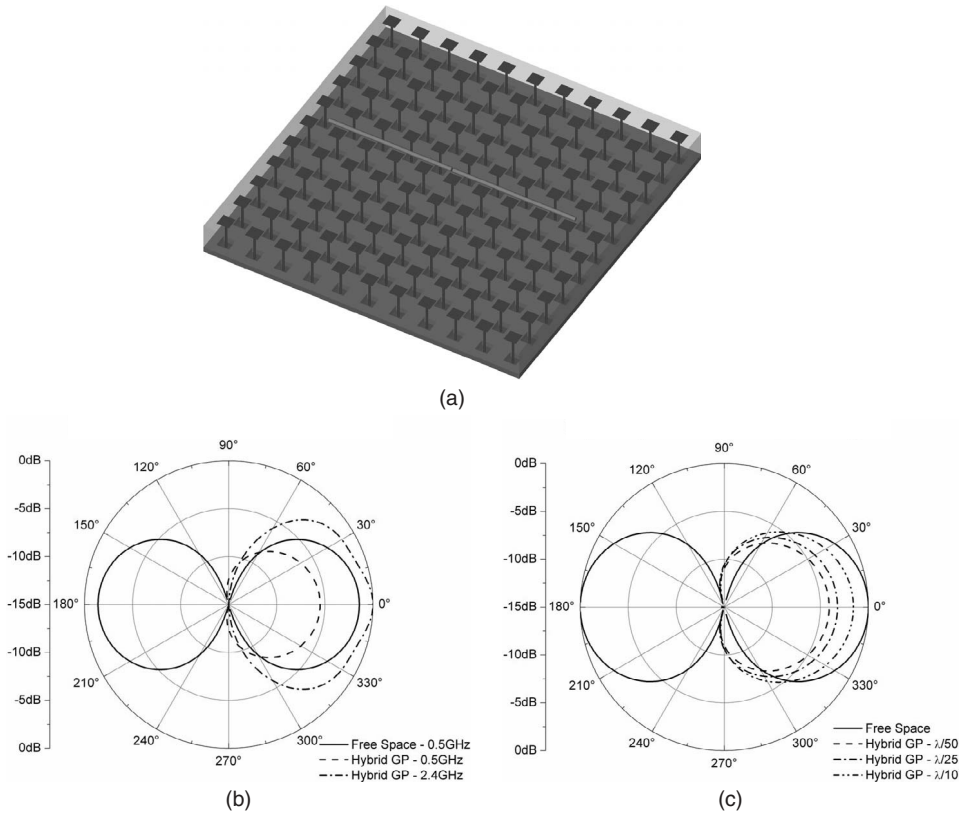 (a)
0dB
-5dB
-10dB
-15dB
-10dB
-5dB
0dB
90°
120°
60°
150°
30°
180°
0°
210°
330°
240°
300°
270°
Free Space - 0.5GHz
Hybrid GP - 0.5GHz
Hybrid GP - 2.4GHz
(b)
0dB
-5dB
-10dB
-15dB
-10dB
-5dB
0dB
90°
120°
60°
150°
30°
180°
0°
210°
330°
240°
300°
270°
Free Space
Hybrid GP - λ/50
Hybrid GP - λ/25
Hybrid GP - λ/10
(c)